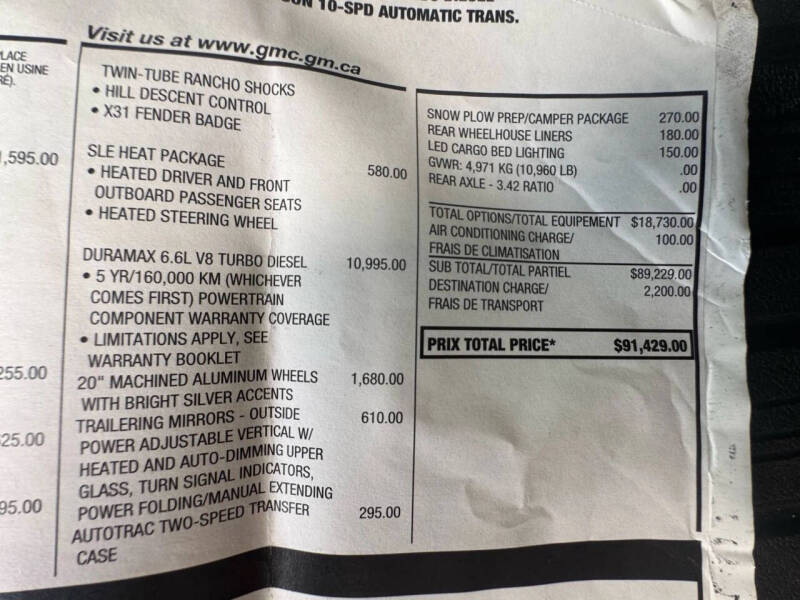 10-SPD AUTOMATIC TRANS.
Visit us at www.gmc.gm.ca
EN USINE
,595.00
255.00
25.00
95.00
TWIN-TUBE RANCHO SHOCKS
• HILL DESCENT CONTROL
• X31 FENDER BADGE
SLE HEAT PACKAGE 580.00
• HEATED DRIVER AND FRONT
OUTBOARD PASSENGER SEATS
• HEATED STEERING WHEEL
DURAMAX 6.6L V8 TURBO DIESEL 10,995.00
• 5 YR/160,000 KM (WHICHEVER
COMES FIRST) POWERTRAIN
COMPONENT WARRANTY COVERAGE
• LIMITATIONS APPLY, SEE
WARRANTY BOOKLET
20" MACHINED ALUMINUM WHEELS 1,680.00
WITH BRIGHT SILVER ACCENTS
TRAILERING MIRRORS - OUTSIDE 610.00
POWER ADJUSTABLE VERTICAL W/
HEATED AND AUTO-DIMMING UPPER
GLASS, TURN SIGNAL INDICATORS,
POWER FOLDING/MANUAL EXTENDING
AUTOTRAC TWO-SPEED TRANSFER 295.00
CASE
SNOW PLOW PREP/CAMPER PACKAGE 270.00
REAR WHEELHOUSE LINERS 180.00
LED CARGO BED LIGHTING 150.00
GVWR: 4,971 KG (10,960 LB) .00
REAR AXLE - 3.42 RATIO .00
TOTAL OPTIONS/TOTAL EQUIPEMENT $18,730.00
AIR CONDITIONING CHARGE/ 100.00
FRAIS DE CLIMATISATION
SUB TOTAL/TOTAL PARTIEL $89,229.00
DESTINATION CHARGE/ 2,200.00
FRAIS DE TRANSPORT
PRIX TOTAL PRICE* $91,429.00